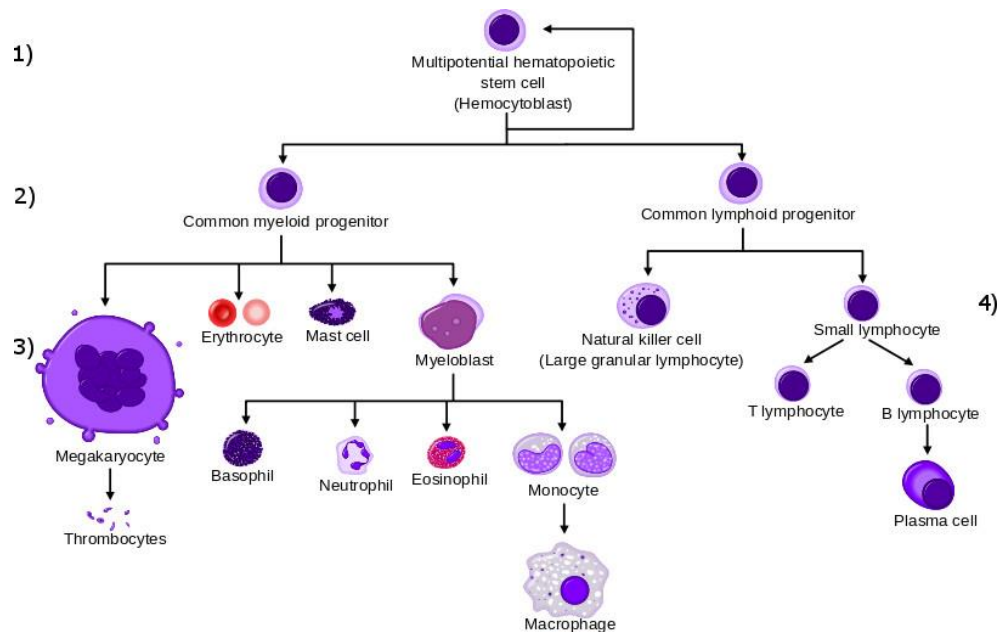 1)
Multipotential hematopoietic
stem cell
(Hemocytoblast)
2)
Common myeloid progenitor
Common lymphoid progenitor
3)
Erythrocyte
Mast cell
Myeloblast
Natural killer cell
(Large granular lymphocyte)
Small lymphocyte
4)
T lymphocyte
B lymphocyte
Megakaryocyte
Basophil
Neutrophil
Eosinophil
Monocyte
Plasma cell
Thrombocytes
Macrophage